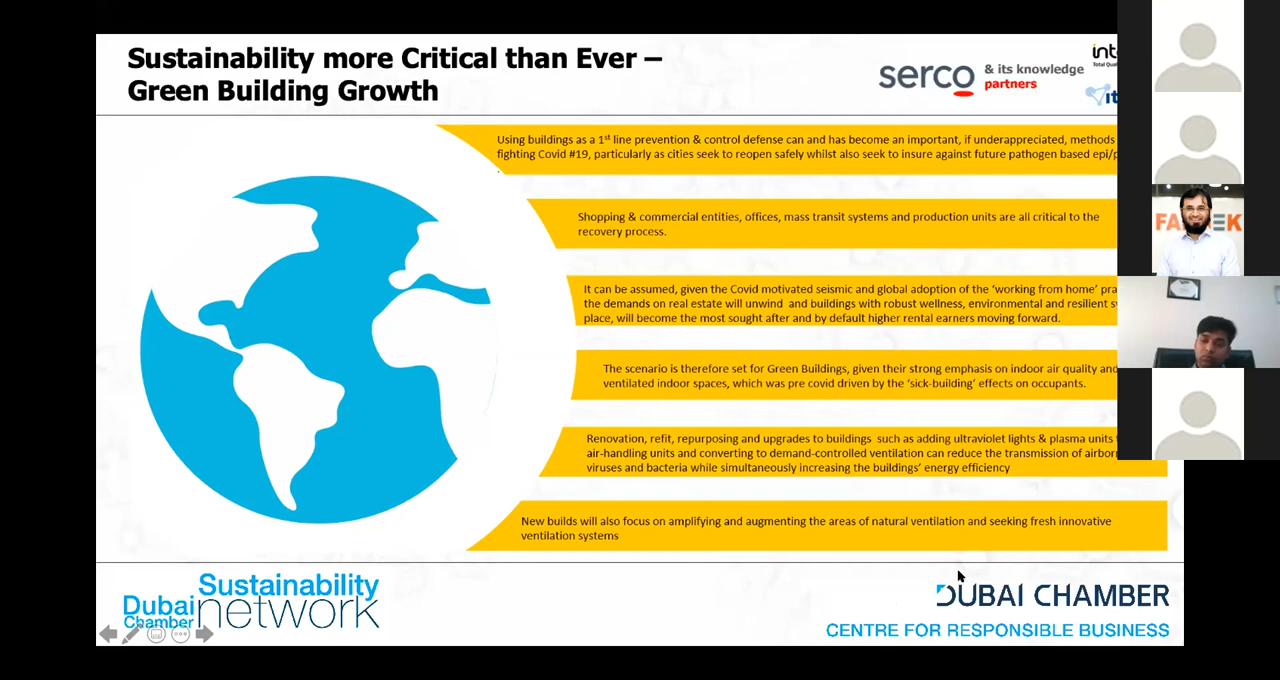 Sustainability more Critical than Ever –
Green Building Growth
serco & its knowledge
partners
Using buildings as a 1st line prevention & control defense can and has become an important, if underappreciated, methods
fighting Covid #19, particularly as cities seek to reopen safely whilst also seek to insure against future pathogen based epi/
.
Shopping & commercial entities, offices, mass transit systems and production units are all critical to the
recovery process.
It can be assumed, given the Covid motivated seismic and global adoption of the ‘working from home’
the demands on real estate will unwind and buildings with robust wellness, environmental and resilient
place, will become the most sought after and by default higher rental earners moving forward.
The scenario is therefore set for Green Buildings, given their strong emphasis on indoor air quality and
ventilated indoor spaces, which was pre covid driven by the ‘sick-building’ effects on occupants.
Renovation, refit, repurposing and upgrades to buildings such as adding ultraviolet lights & plasma units
air-handling units and converting to demand-controlled ventilation can reduce the transmission of
viruses and bacteria while simultaneously increasing the buildings’ energy efficiency
New builds will also focus on amplifying and augmenting the areas of natural ventilation and seeking fresh innovative
ventilation systems
Dubai Chamber
Sustainability
network
DUBAI CHAMBER
CENTRE FOR RESPONSIBLE BUSINESS